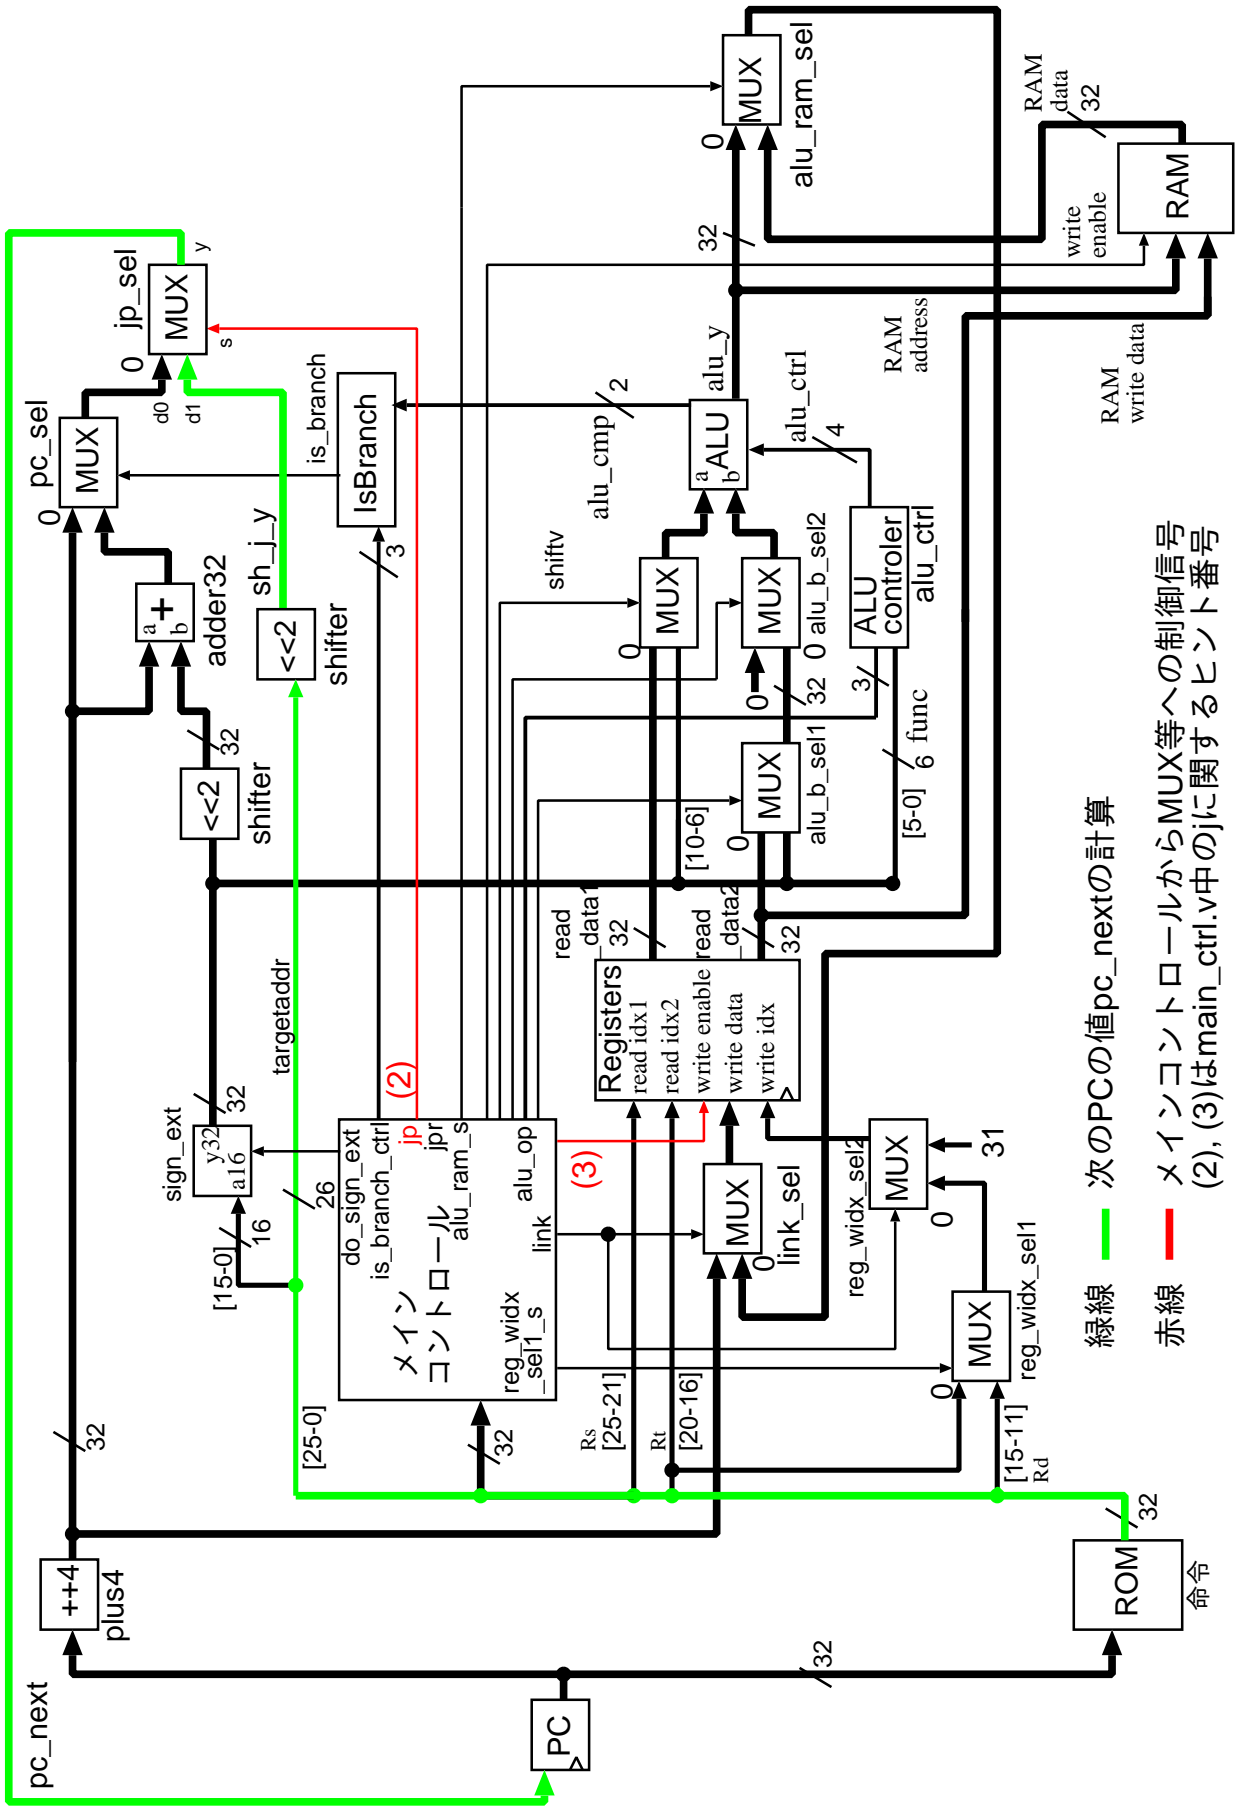 pc_next
PC
32
++4
plus4
32
ROM
命令
32
[25-0]
26
[15-0]
16
sign_ext
a16
y32
32
targetaddr
メイン
コントロール
do_sign_ext
is_branch_ctrl
jp
jpr
alu_ram_s
alu_op
link
reg_widx
_sel1_s
32
(2)
(3)
Rs
[25-21]
Rt
[20-16]
[15-11]
Rd
0
MUX
reg_widx_sel1
0
31
MUX
reg_widx_sel2
0
MUX
link_sel
Registers
read idx1
read idx2
write enable
write data
write idx
read
_data1
32
read
_data2
32
<<2
shifter
32
<<2
shifter
sh_j_y
a
b
+
adder32
0
MUX
pc_sel
0
d0
d1
MUX
jp_sel
s
y
3
IsBranch
is_branch
[10-6]
0
MUX
shiftv
0
MUX
alu_b_sel1
32
0
0
MUX
alu_b_sel2
[5-0]
6
func
3
ALU
controler
alu_ctrl
alu_ctrl
4
a
b
ALU
alu_cmp
2
alu_y
32
0
MUX
alu_ram_sel
RAM
address
RAM
write data
write
enable
RAM
RAM
data
32
緑線
次のPCの値pc_nextの計算
赤線
メインコントロールからMUX等への制御信号
(2), (3)はmain_ctrl.v中のjに関するヒント番号